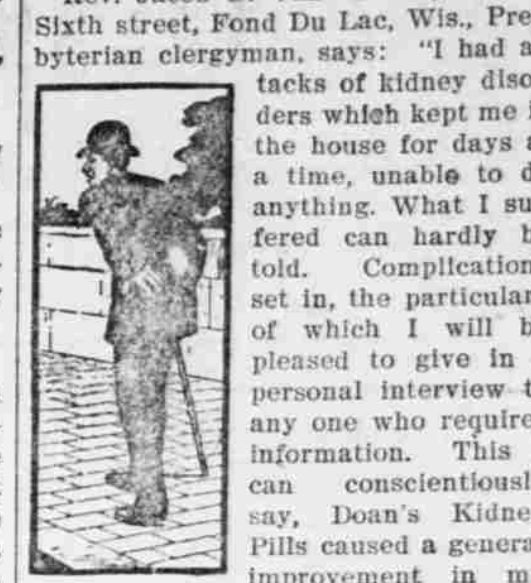 Sixth street, Fond Du Lac, Wis., Pre
byterian clergyman, says: "I had a
tacks of kidney diso
ders which kept me i
the house for days a
a time, unable to d
anything. What I su
fered can hardly b
told. Complication
set in, the particular
of which I will b
pleased to give in
personal interview t
any one who require
information. This
can conscientiousl
say, Doan's Kidne
Pills caused a genera
improvement in m